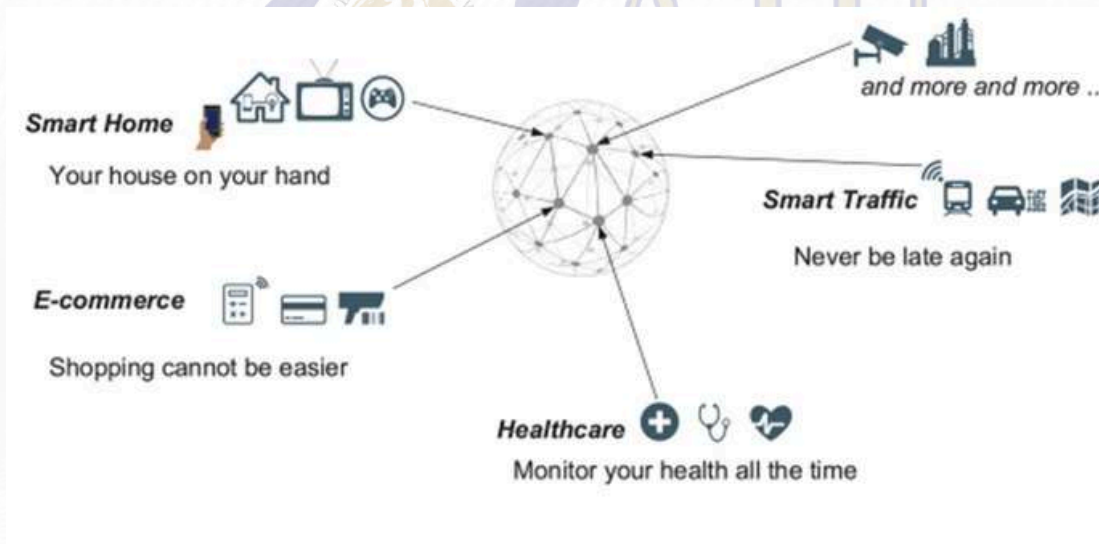 and more and more ..
Smart Home
Your house on your hand
Smart Traffic
Never be late again
E-commerce
Shopping cannot be easier
Healthcare
Monitor your health all the time